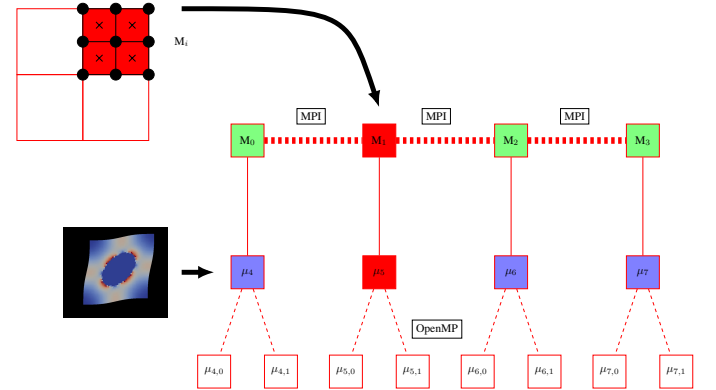 × ×
× ×
M𝑖
MPI MPI MPI
M₀ M₁ M₂ M₃
μ₄ μ₅ μ₆ μ₇
OpenMP
μ₄,₀ μ₄,₁ μ₅,₀ μ₅,₁ μ₆,₀ μ₆,₁ μ₇,₀ μ₇,₁